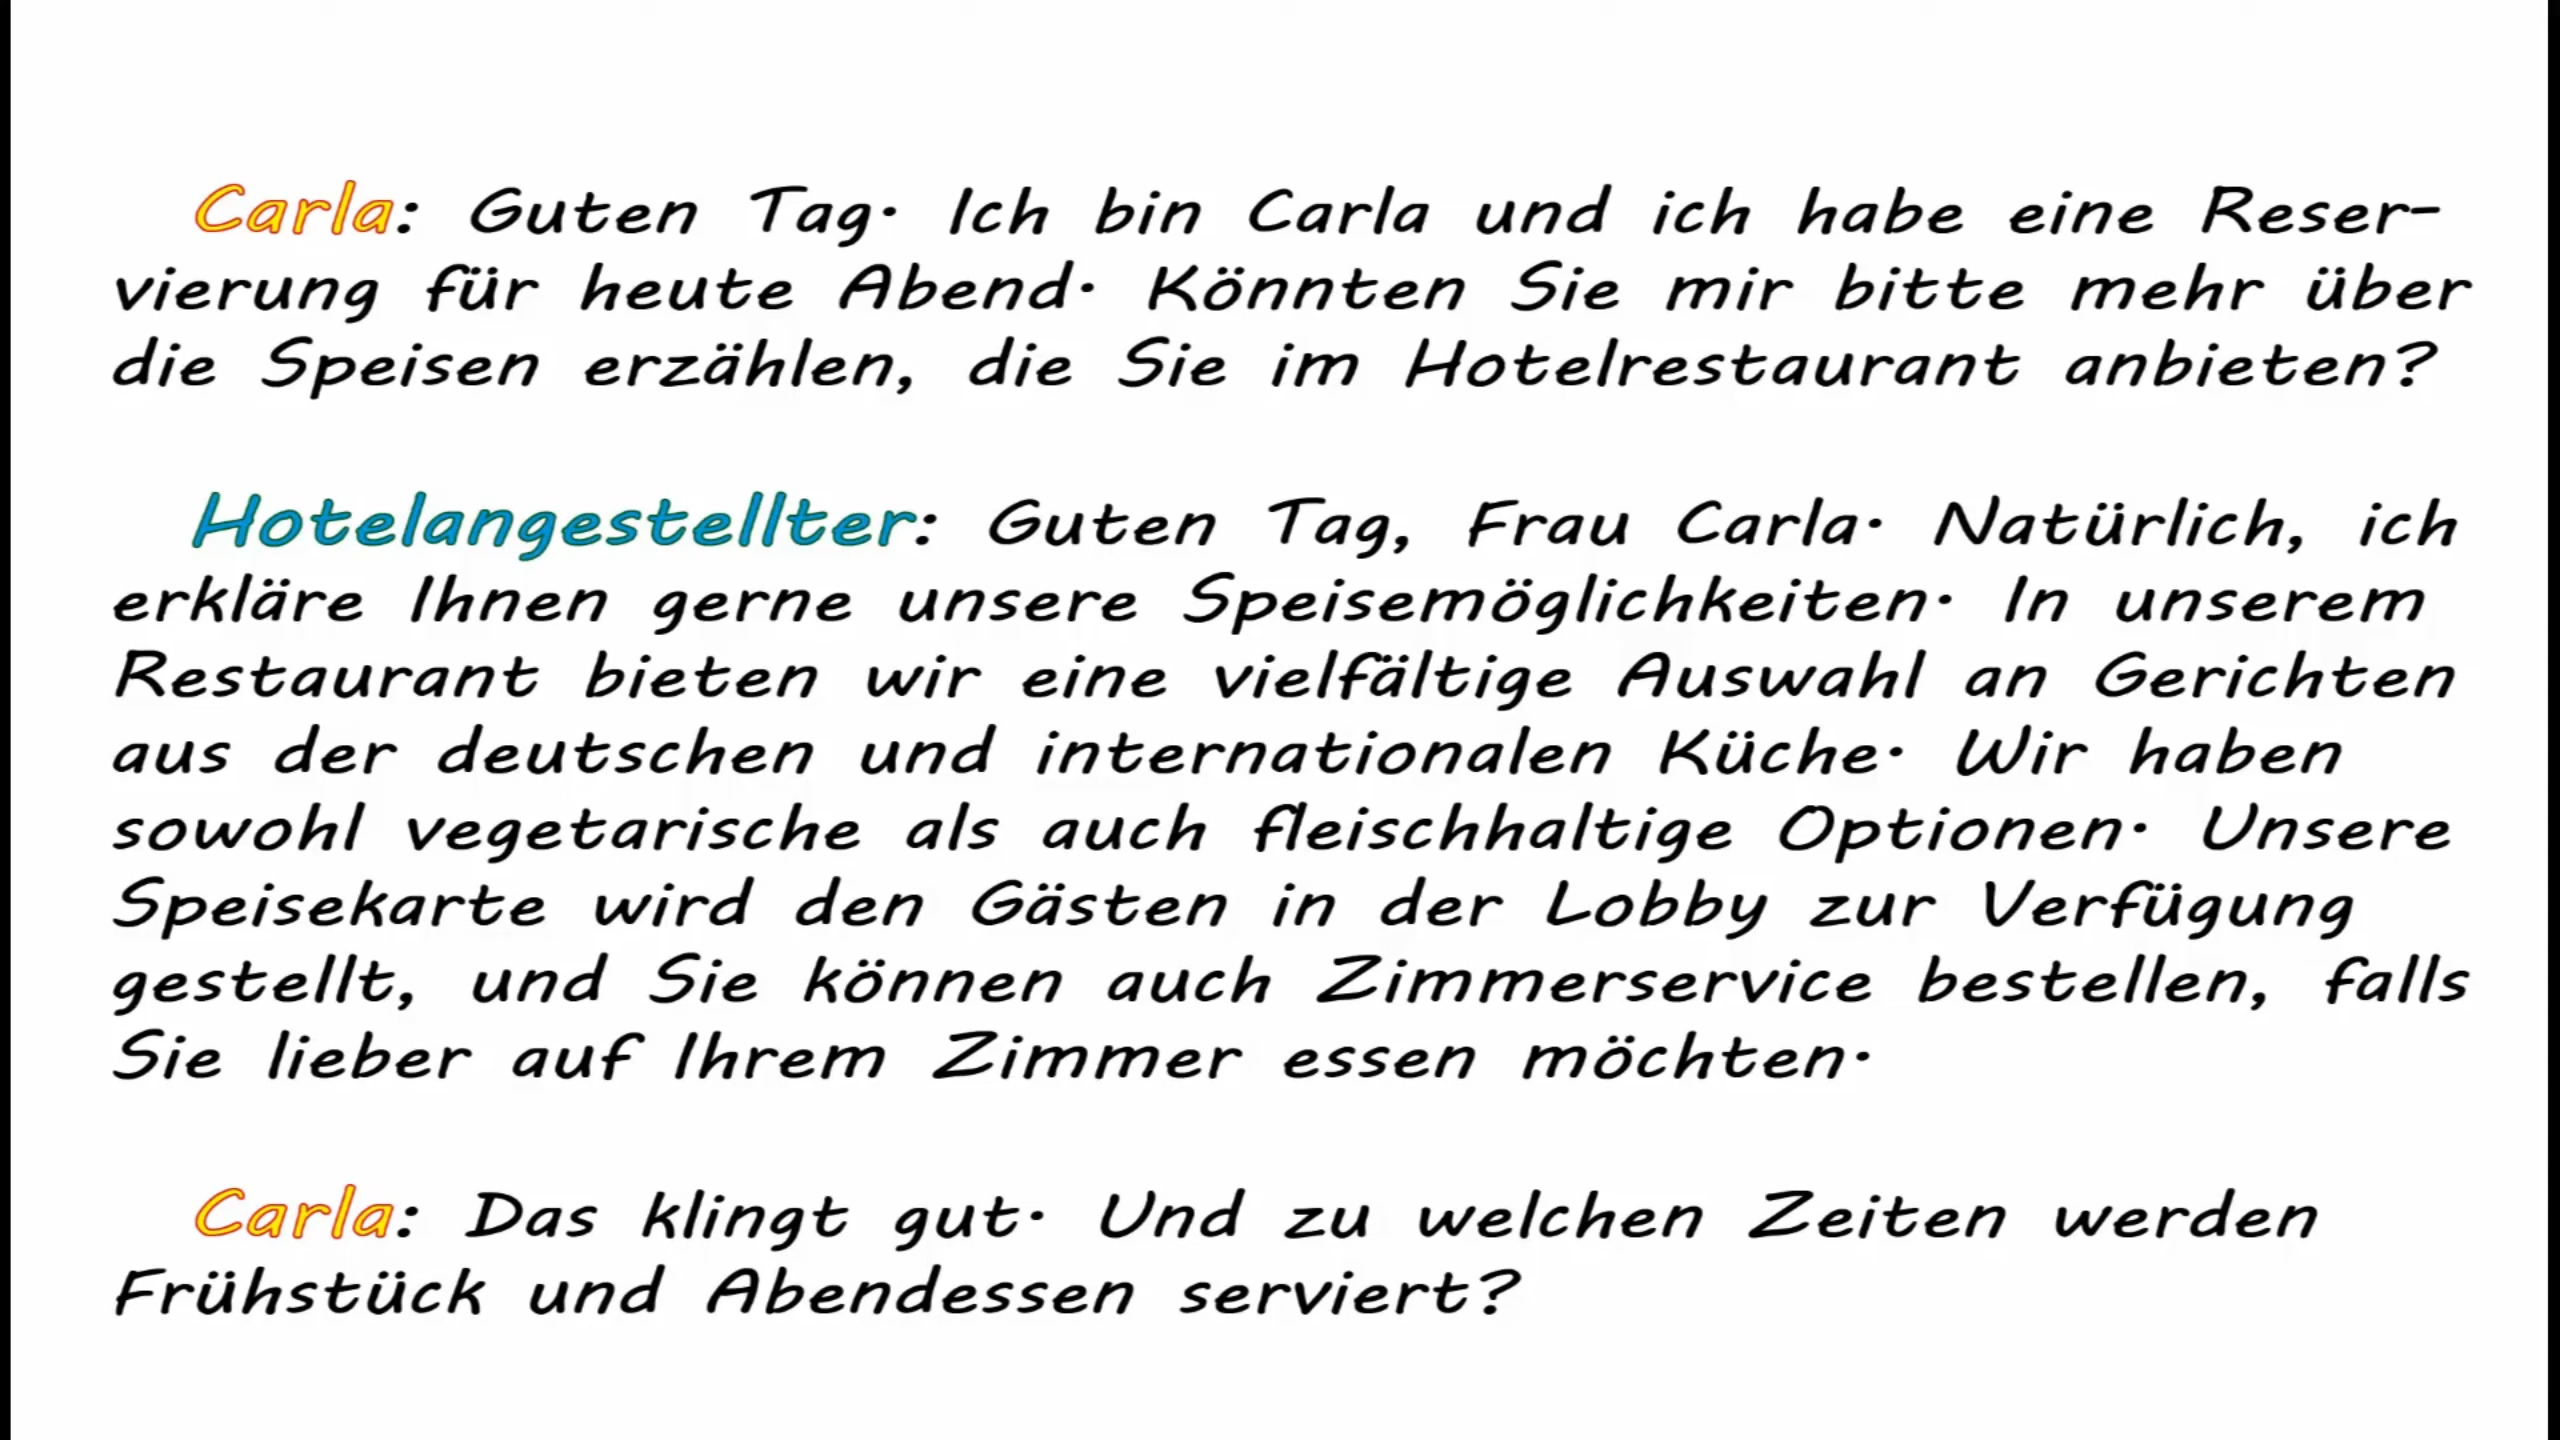 Carla: Guten Tag. Ich bin Carla und ich habe eine Reser-
vierung für heute Abend. Könnten Sie mir bitte mehr über
die Speisen erzählen, die Sie im Hotelrestaurant anbieten?
Hotelangestellter: Guten Tag, Frau Carla. Natürlich, ich
erkläre Ihnen gerne unsere Speisemöglichkeiten. In unserem
Restaurant bieten wir eine vielfältige Auswahl an Gerichten
aus der deutschen und internationalen Küche. Wir haben
sowohl vegetarische als auch fleischhaltige Optionen. Unsere
Speisekarte wird den Gästen in der Lobby zur Verfügung
gestellt, und Sie können auch Zimmerservice bestellen, falls
Sie lieber auf Ihrem Zimmer essen möchten.
Carla: Das klingt gut. Und zu welchen Zeiten werden
Frühstück und Abendessen serviert?